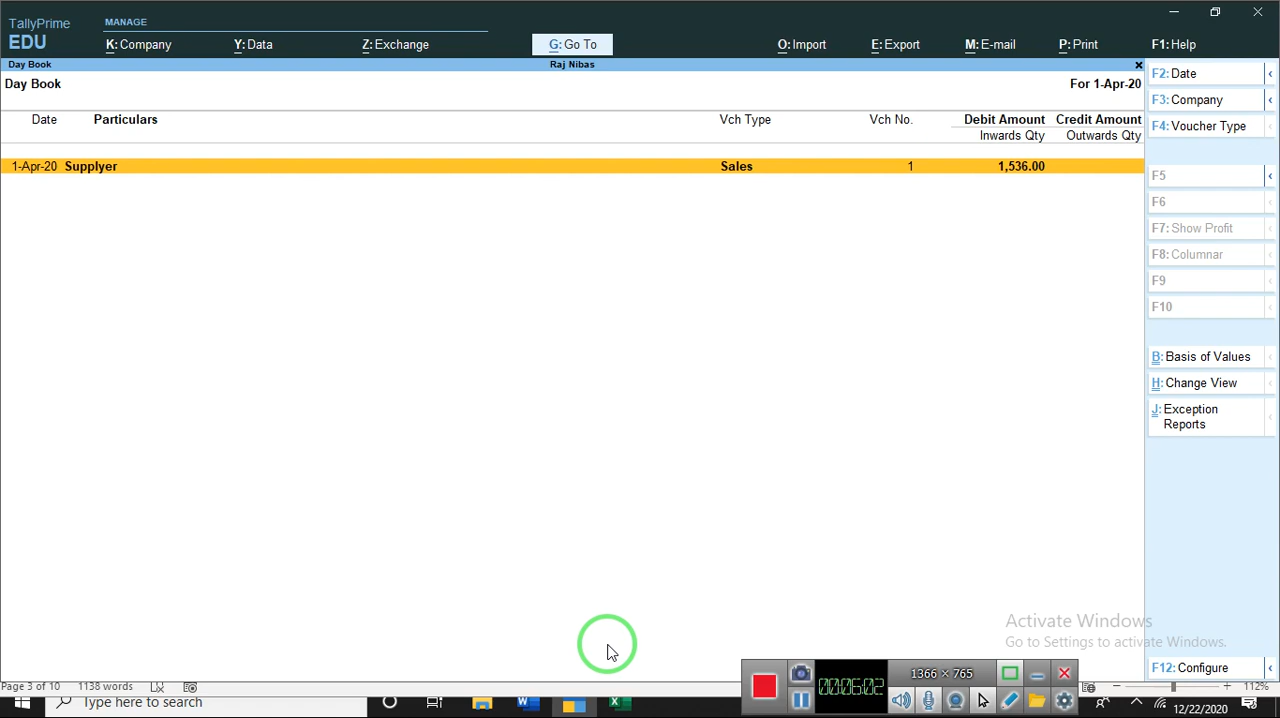 TallyPrime
EDU
MANAGE
K: Company
Y: Data
Z: Exchange
G: Go To
O: Import
E: Export
M: E-mail
P: Print
F1: Help
Day Book
Raj Nibas
Day Book
For 1-Apr-20
Date
Particulars
Vch Type
Vch No.
Debit Amount
Inwards Qty
Credit Amount
Outwards Qty
1-Apr-20 Supplyer Sales 1 1,536.00
F2: Date
F3: Company
F4: Voucher Type
F5
F6
F7: Show Profit
F8: Columnar
F9
F10
B: Basis of Values
H: Change View
J: Exception
Reports
F12: Configure
Activate Windows
Go to Settings to activate Windows.
Page 3 of 10 1138 words
112%
Type here to search
00:06:02
1366 × 765
12/22/2020